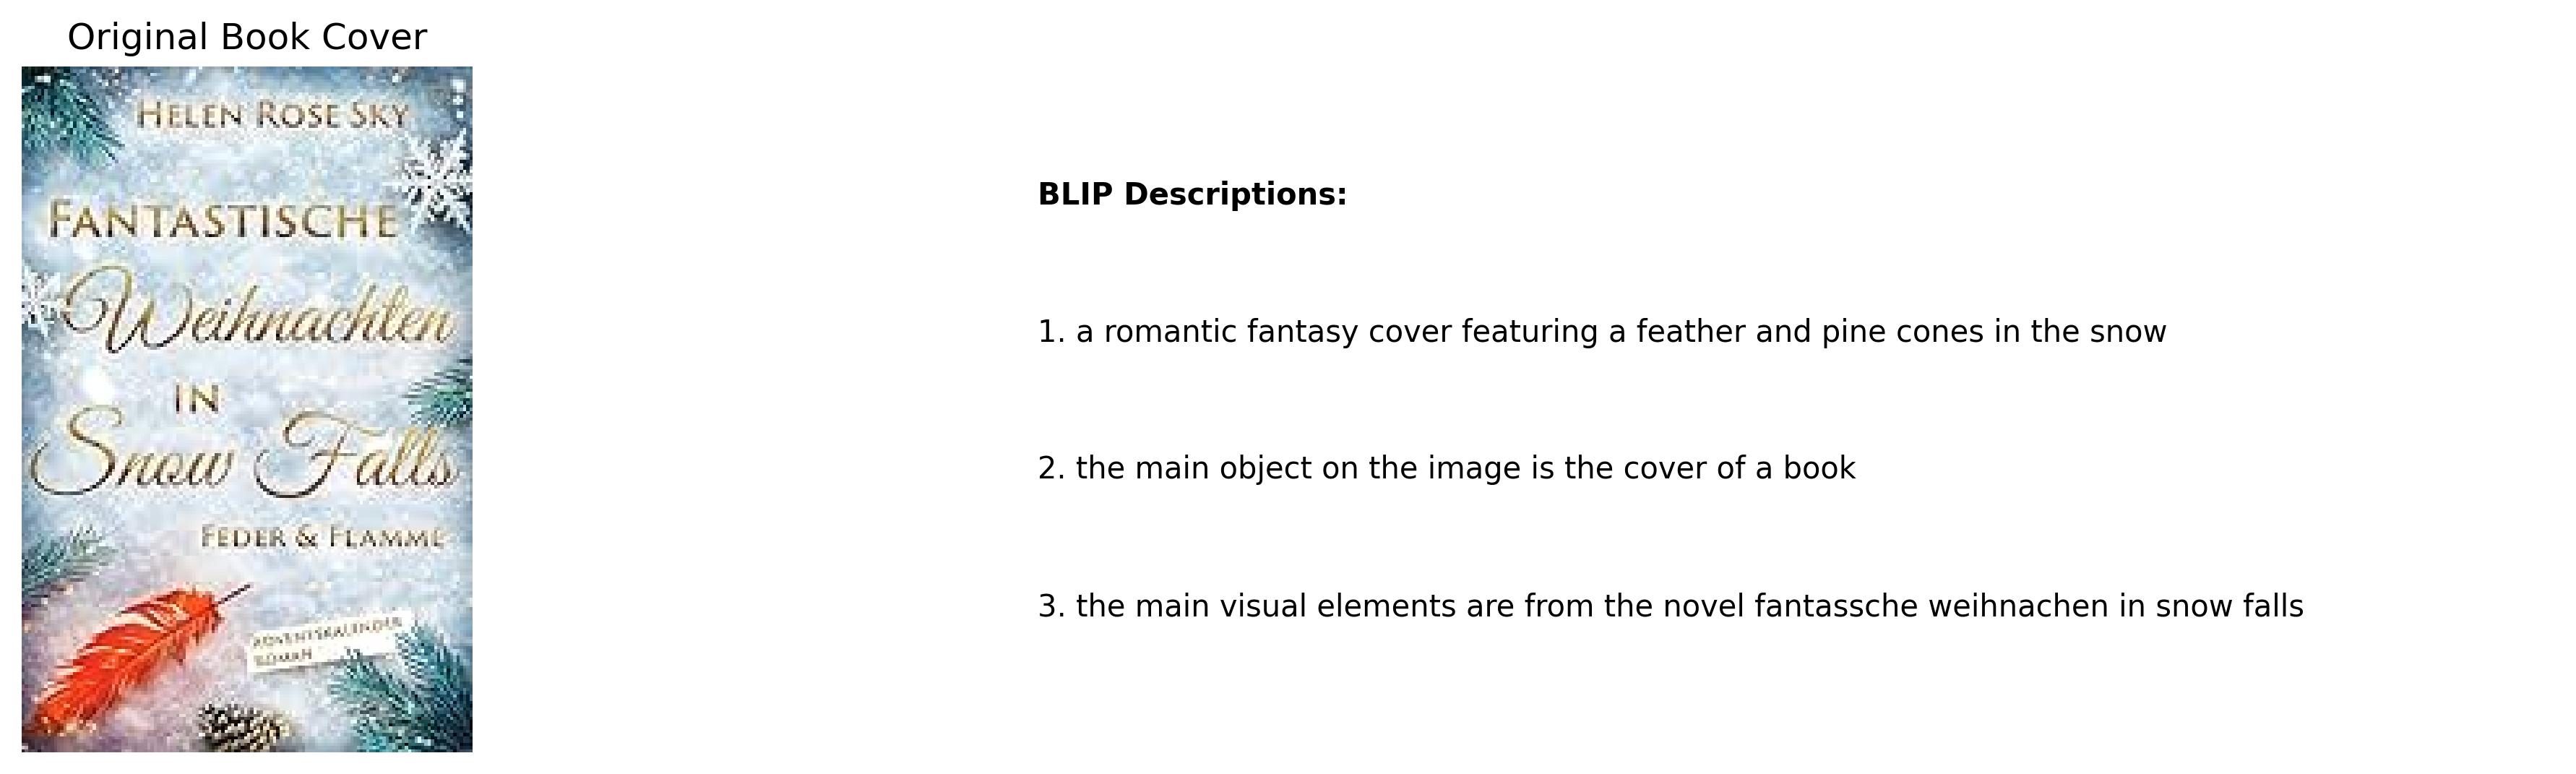 Original Book Cover
HELEN ROSE SKY
FANTASTISCHE
Weihnachten
IN
Snow Falls
FEDER & FLAMME
ADVENTSKALENDER
ROMAN
BLIP Descriptions:
1. a romantic fantasy cover featuring a feather and pine cones in the snow
2. the main object on the image is the cover of a book
3. the main visual elements are from the novel fantassche weihnachen in snow falls